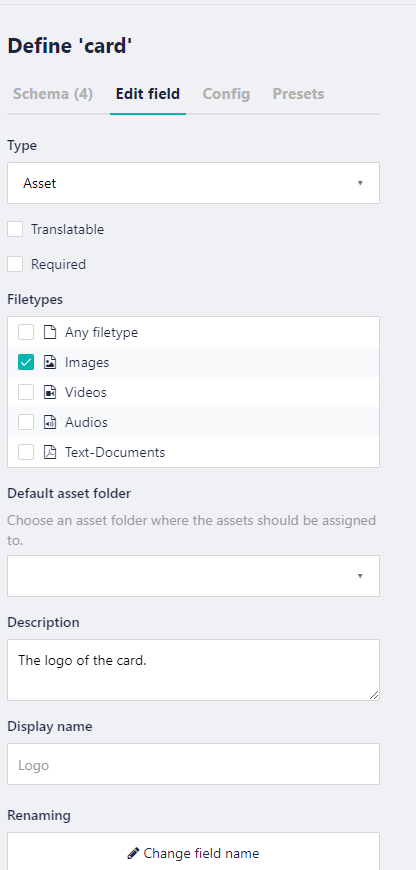 Define 'card'
Schema (4) Edit field Config Presets
Type
Asset
Translatable
Required
Filetypes
Any filetype
Images
Videos
Audios
Text-Documents
Default asset folder
Choose an asset folder where the assets should be assigned
to.
Description
The logo of the card.
Display name
Logo
Renaming
Change field name